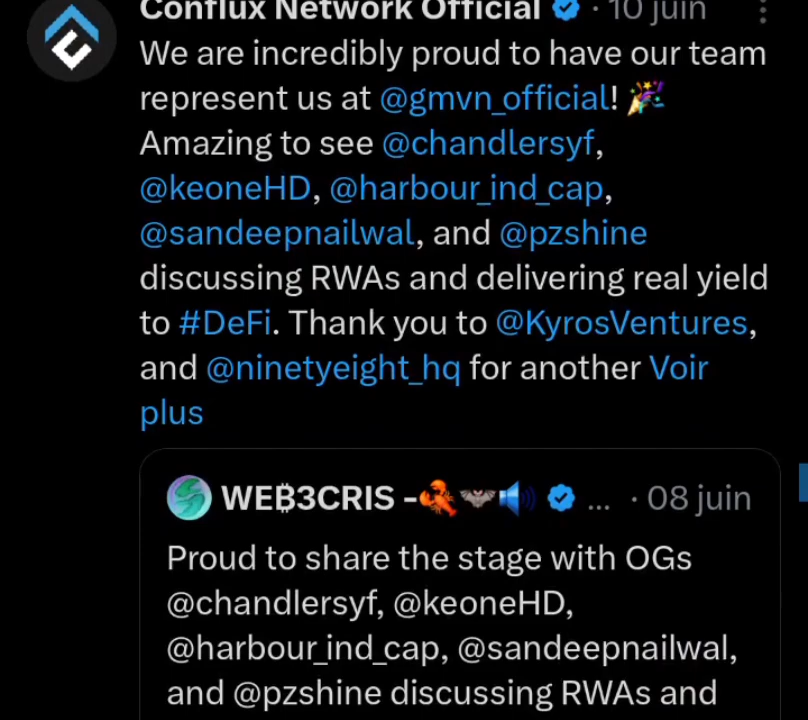 Conflux Network Official · 10 juin
We are incredibly proud to have our team
represent us at @gmvn_official! 🎉
Amazing to see @chandlersyf,
@keoneHD, @harbour_ind_cap,
@sandeepnailwal, and @pzshine
discussing RWAs and delivering real yield
to #DeFi. Thank you to @KyrosVentures,
and @ninetyeight_hq for another Voir
plus
WEB3CRIS -🦞🦇🔊 ... · 08 juin
Proud to share the stage with OGs
@chandlersyf, @keoneHD,
@harbour_ind_cap, @sandeepnailwal,
and @pzshine discussing RWAs and